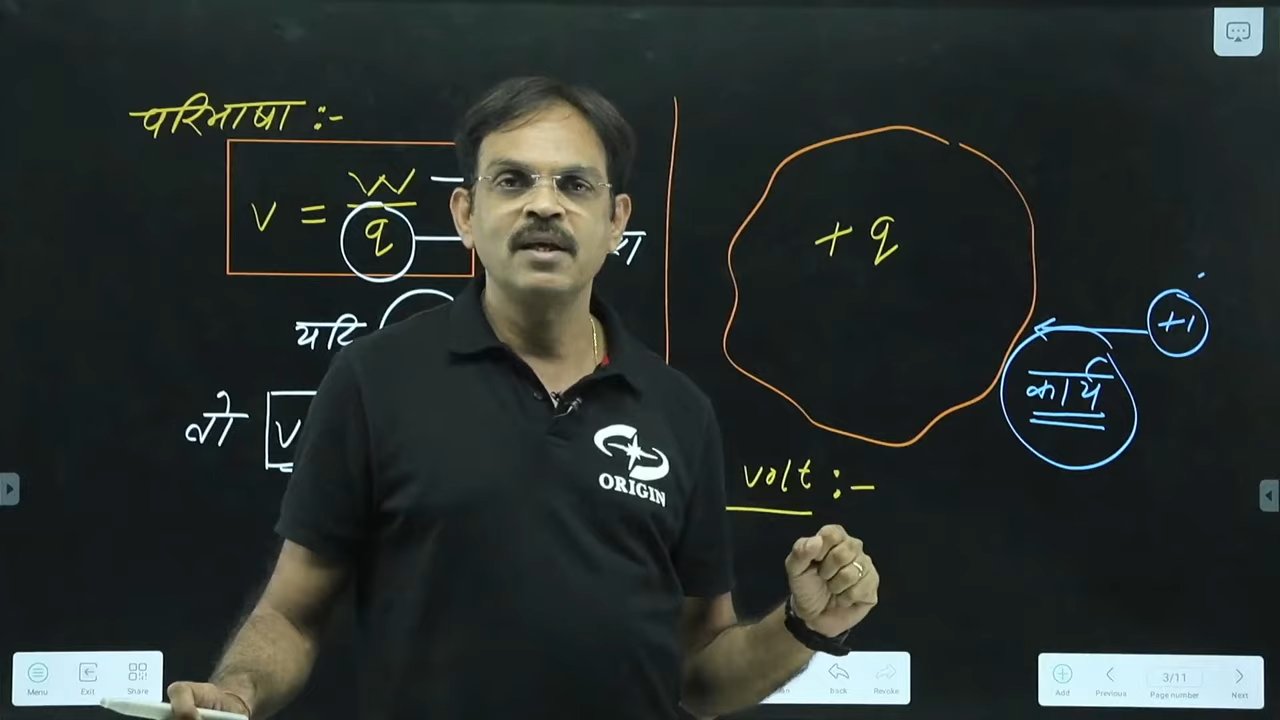 परिभाषा :-
V = W
q
यदि
तो V
+ q
+1
कार्य
volt :-
ORIGIN
Menu
Exit
Share
back
Revoke
Add
Previous
3/11
Page number
Next